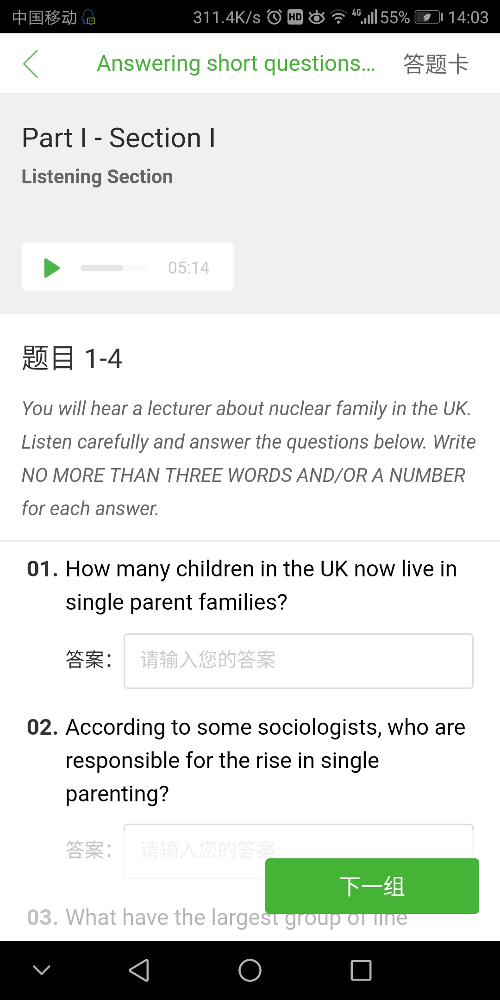 中国移动 311.4K/s HD 4G 55% 14:03
Answering short questions... 答题卡
Part I - Section I
Listening Section
05:14
题目 1-4
You will hear a lecturer about nuclear family in the UK.
Listen carefully and answer the questions below. Write
NO MORE THAN THREE WORDS AND/OR A NUMBER
for each answer.
01. How many children in the UK now live in
single parent families?
答案： 请输入您的答案
02. According to some sociologists, who are
responsible for the rise in single
parenting?
答案： 请输入您的答案
下一组
03. What have the largest group of line